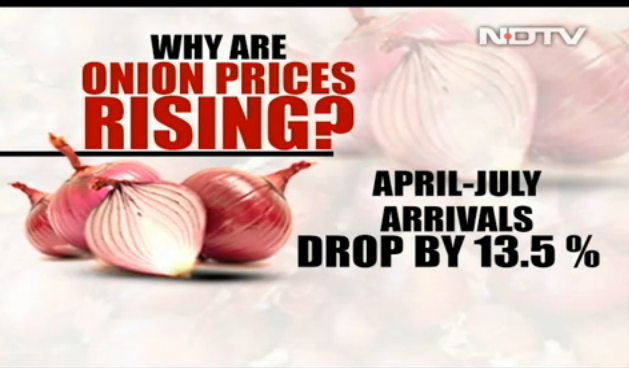 NDTV
WHY ARE
ONION PRICES
RISING?
APRIL-JULY
ARRIVALS
DROP BY 13.5 %